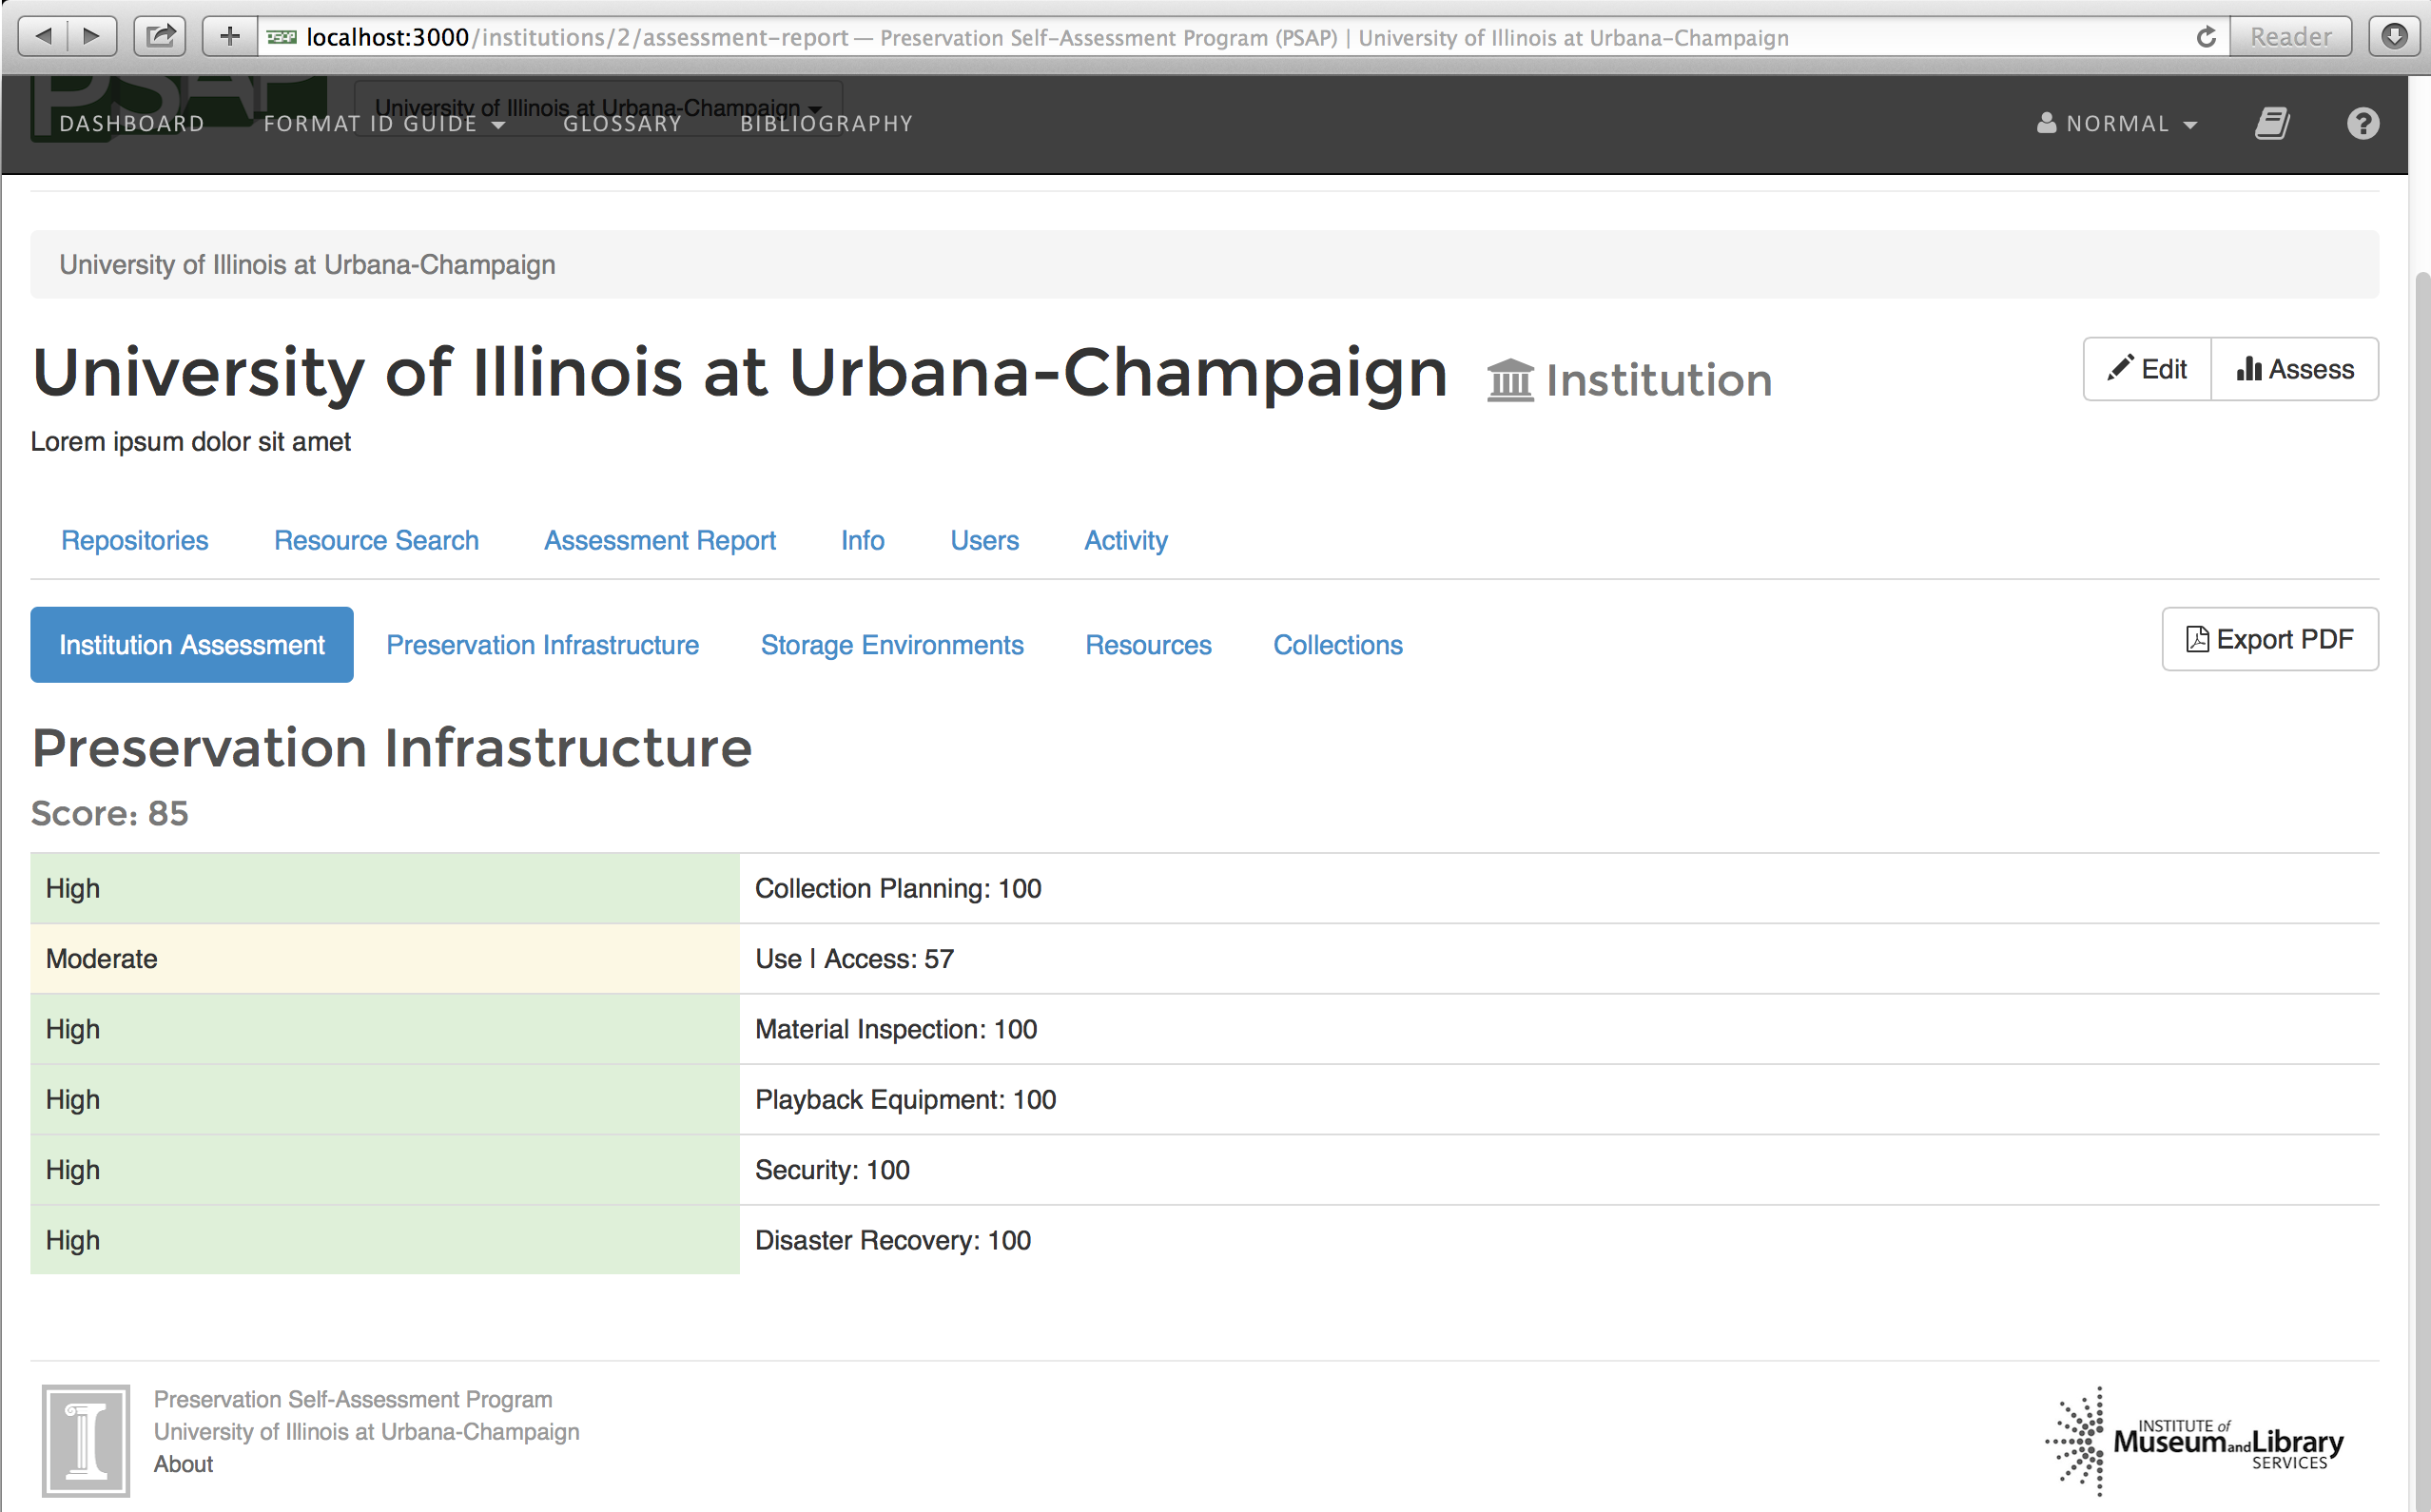 localhost:3000/institutions/2/assessment-report — Preservation Self-Assessment Program (PSAP) | University of Illinois at Urbana-Champaign
Reader
PSAP
University of Illinois at Urbana-Champaign
DASHBOARD FORMAT ID GUIDE GLOSSARY BIBLIOGRAPHY NORMAL
University of Illinois at Urbana-Champaign
University of Illinois at Urbana-Champaign Institution Edit Assess
Lorem ipsum dolor sit amet
Repositories Resource Search Assessment Report Info Users Activity
Institution Assessment Preservation Infrastructure Storage Environments Resources Collections Export PDF
Preservation Infrastructure
Score: 85
High Collection Planning: 100
Moderate Use | Access: 57
High Material Inspection: 100
High Playback Equipment: 100
High Security: 100
High Disaster Recovery: 100
Preservation Self-Assessment Program
University of Illinois at Urbana-Champaign
About
INSTITUTE of
Museum and Library
SERVICES